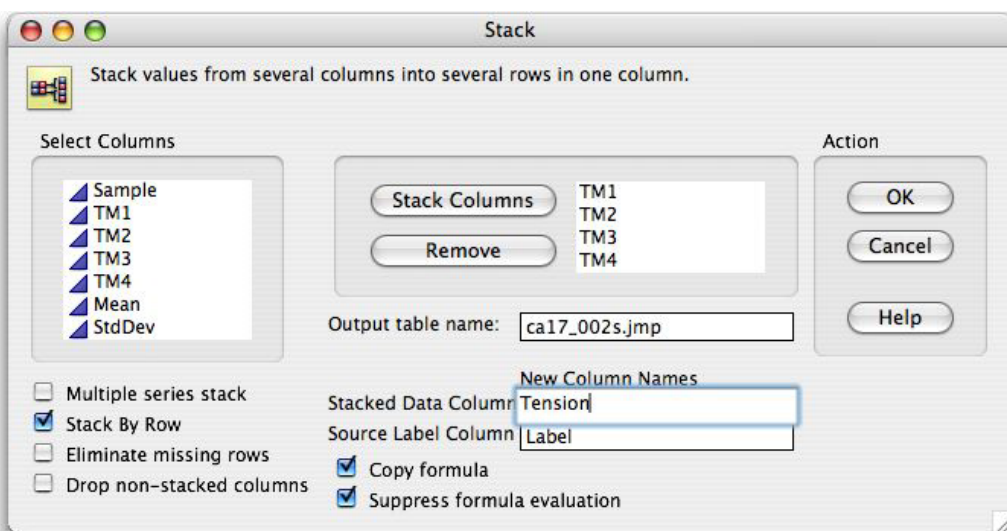 Stack
Stack values from several columns into several rows in one column.
Select Columns
Sample
TM1
TM2
TM3
TM4
Mean
StdDev
Multiple series stack
Stack By Row
Eliminate missing rows
Drop non-stacked columns
Stack Columns
Remove
TM1
TM2
TM3
TM4
Output table name: ca17_002s.jmp
New Column Names
Stacked Data Column Tension
Source Label Column Label
Copy formula
Suppress formula evaluation
Action
OK
Cancel
Help